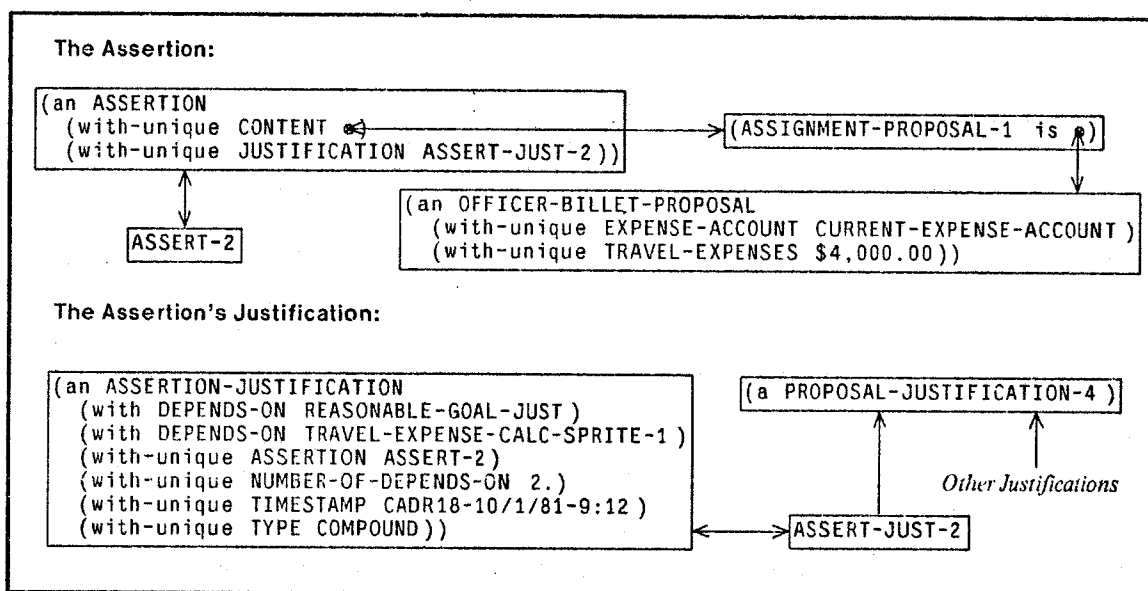 The Assertion:
(an ASSERTION
(with-unique CONTENT )
(with-unique JUSTIFICATION ASSERT-JUST-2))
(ASSIGNMENT-PROPOSAL-1 is )
ASSERT-2
(an OFFICER-BILLET-PROPOSAL
(with-unique EXPENSE-ACCOUNT CURRENT-EXPENSE-ACCOUNT)
(with-unique TRAVEL-EXPENSES $4,000.00))
The Assertion's Justification:
(an ASSERTION-JUSTIFICATION
(with DEPENDS-ON REASONABLE-GOAL-JUST)
(with DEPENDS-ON TRAVEL-EXPENSE-CALC-SPRITE-1)
(with-unique ASSERTION ASSERT-2)
(with-unique NUMBER-OF-DEPENDS-ON 2.)
(with-unique TIMESTAMP CADR18-10/1/81-9:12)
(with-unique TYPE COMPOUND))
(a PROPOSAL-JUSTIFICATION-4)
Other Justifications
ASSERT-JUST-2